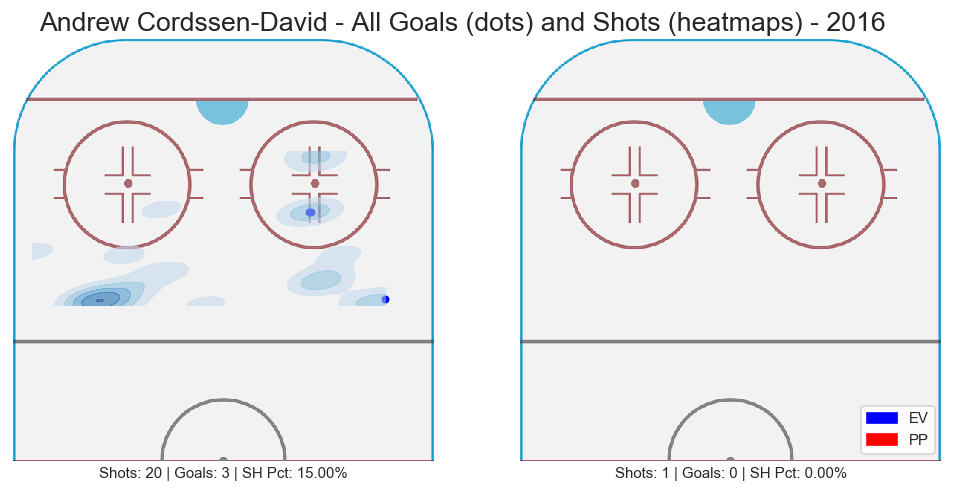 Andrew Cordssen-David - All Goals (dots) and Shots (heatmaps) - 2016
EV
PP
Shots: 20 | Goals: 3 | SH Pct: 15.00%
Shots: 1 | Goals: 0 | SH Pct: 0.00%